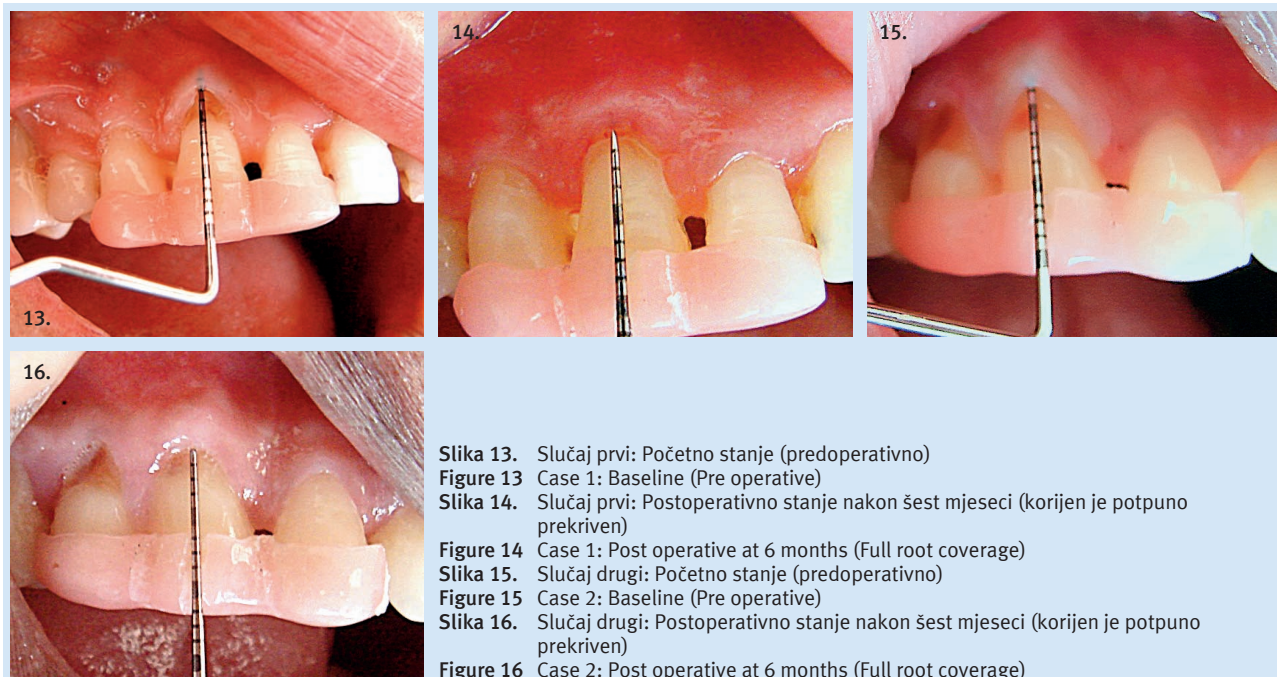 13.
14.
15.
16.
Slika 13. Slučaj prvi: Početno stanje (predoperativno)
Figure 13 Case 1: Baseline (Pre operative)
Slika 14. Slučaj prvi: Postoperativno stanje nakon šest mjeseci (korijen je potpuno
prekriven)
Figure 14 Case 1: Post operative at 6 months (Full root coverage)
Slika 15. Slučaj drugi: Početno stanje (predoperativno)
Figure 15 Case 2: Baseline (Pre operative)
Slika 16. Slučaj drugi: Postoperativno stanje nakon šest mjeseci (korijen je potpuno
prekriven)
Figure 16 Case 2: Post operative at 6 months (Full root coverage)